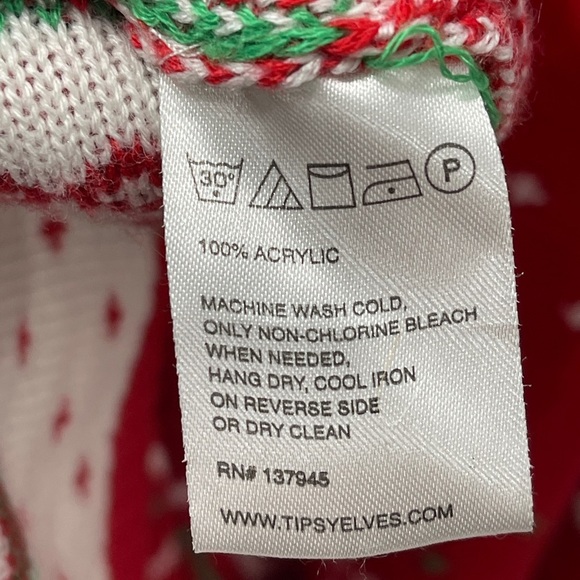 30° P
100% ACRYLIC
MACHINE WASH COLD,
ONLY NON-CHLORINE BLEACH
WHEN NEEDED,
HANG DRY, COOL IRON
ON REVERSE SIDE
OR DRY CLEAN
RN# 137945
WWW.TIPSYELVES.COM